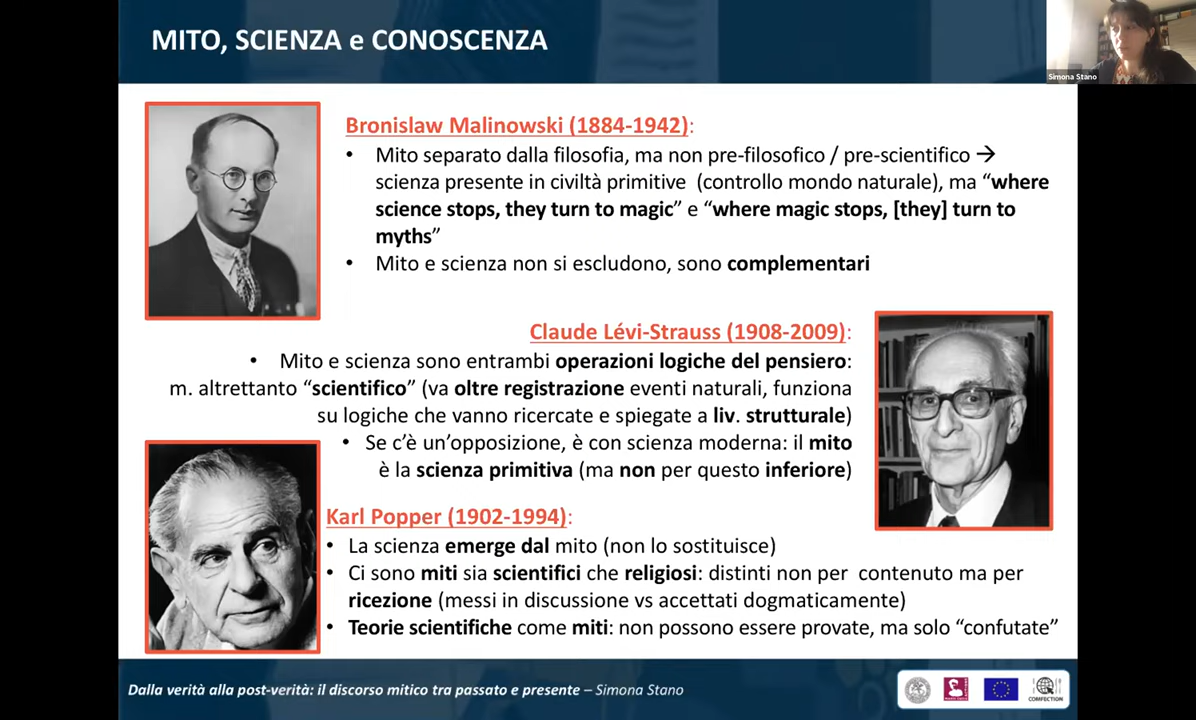 MITO, SCIENZA e CONOSCENZA
Simona Stano
Bronislaw Malinowski (1884-1942):
• Mito separato dalla filosofia, ma non pre-filosofico / pre-scientifico →
scienza presente in civiltà primitive (controllo mondo naturale), ma “where
science stops, they turn to magic” e “where magic stops, [they] turn to
myths”
• Mito e scienza non si escludono, sono complementari
Claude Lévi-Strauss (1908-2009):
• Mito e scienza sono entrambi operazioni logiche del pensiero:
m. altrettanto “scientifico” (va oltre registrazione eventi naturali, funziona
su logiche che vanno ricercate e spiegate a liv. strutturale)
• Se c’è un’opposizione, è con scienza moderna: il mito
è la scienza primitiva (ma non per questo inferiore)
Karl Popper (1902-1994):
• La scienza emerge dal mito (non lo sostituisce)
• Ci sono miti sia scientifici che religiosi: distinti non per contenuto ma per
ricezione (messi in discussione vs accettati dogmaticamente)
• Teorie scientifiche come miti: non possono essere provate, ma solo “confutate”
Dalla verità alla post-verità: il discorso mitico tra passato e presente – Simona Stano
COMFECTION